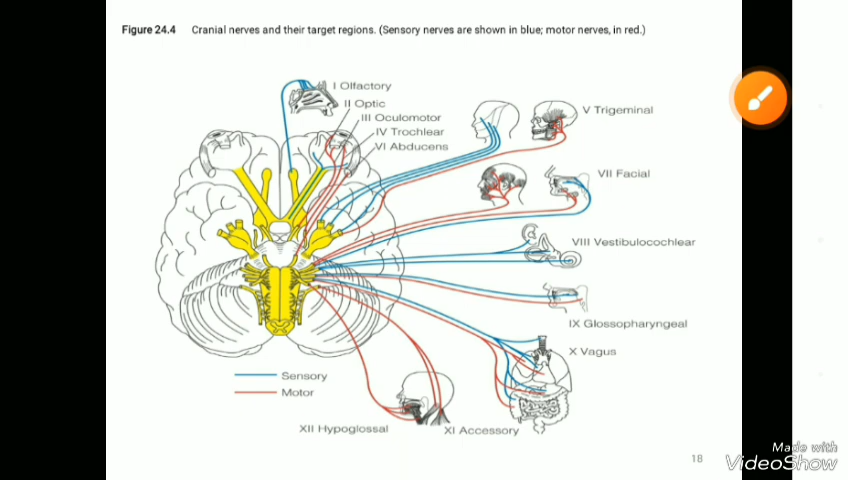 Figure 24.4 Cranial nerves and their target regions. (Sensory nerves are shown in blue; motor nerves, in red.)
I Olfactory
II Optic
III Oculomotor
IV Trochlear
VI Abducens
V Trigeminal
VII Facial
VIII Vestibulocochlear
IX Glossopharyngeal
X Vagus
Sensory
Motor
XII Hypoglossal
XI Accessory
18
Made with
VideoShow